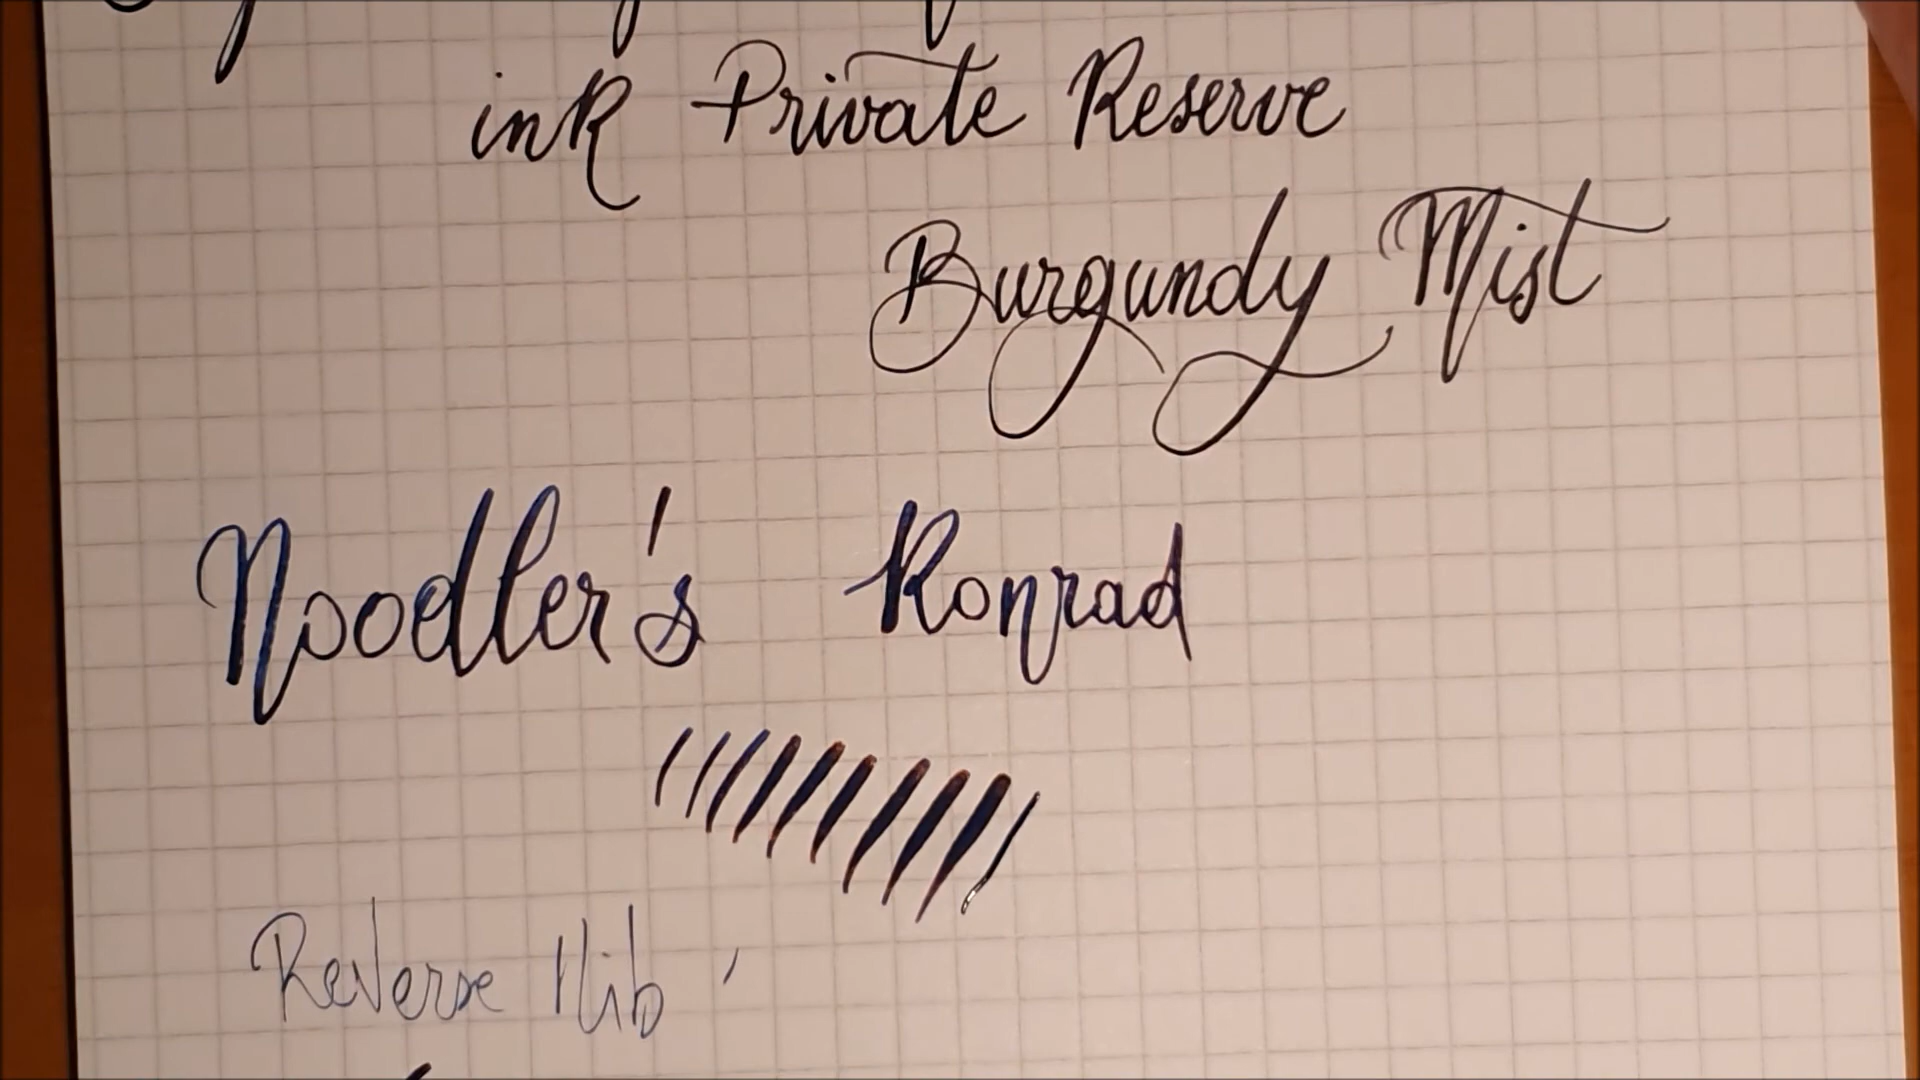 ink Private Reserve
Burgundy Mist
Noodler's Konrad
Reverse Nib